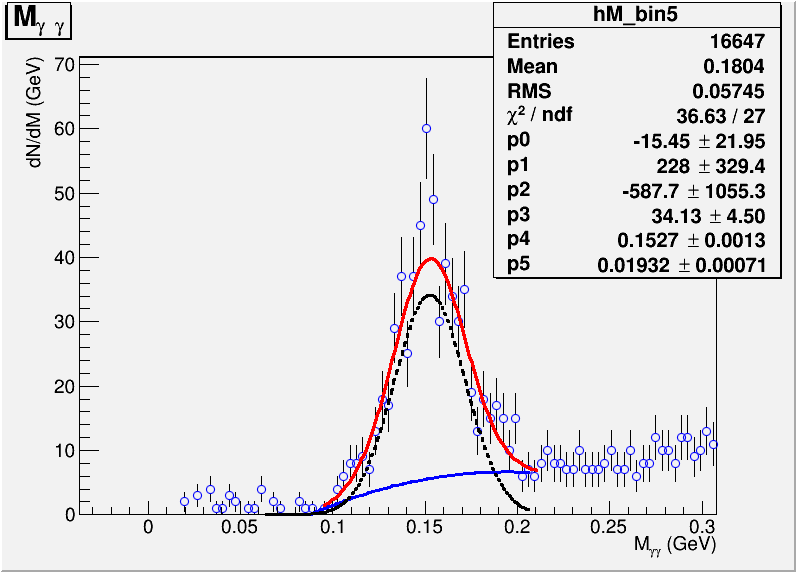 M_γ γ
hM_bin5
Entries 16647
Mean 0.1804
RMS 0.05745
χ² / ndf 36.63 / 27
p0 -15.45 ± 21.95
p1 228 ± 329.4
p2 -587.7 ± 1055.3
p3 34.13 ± 4.50
p4 0.1527 ± 0.0013
p5 0.01932 ± 0.00071
dN/dM (GeV)
70
60
50
40
30
20
10
0
0 0.05 0.1 0.15 0.2 0.25 0.3
M_γγ (GeV)